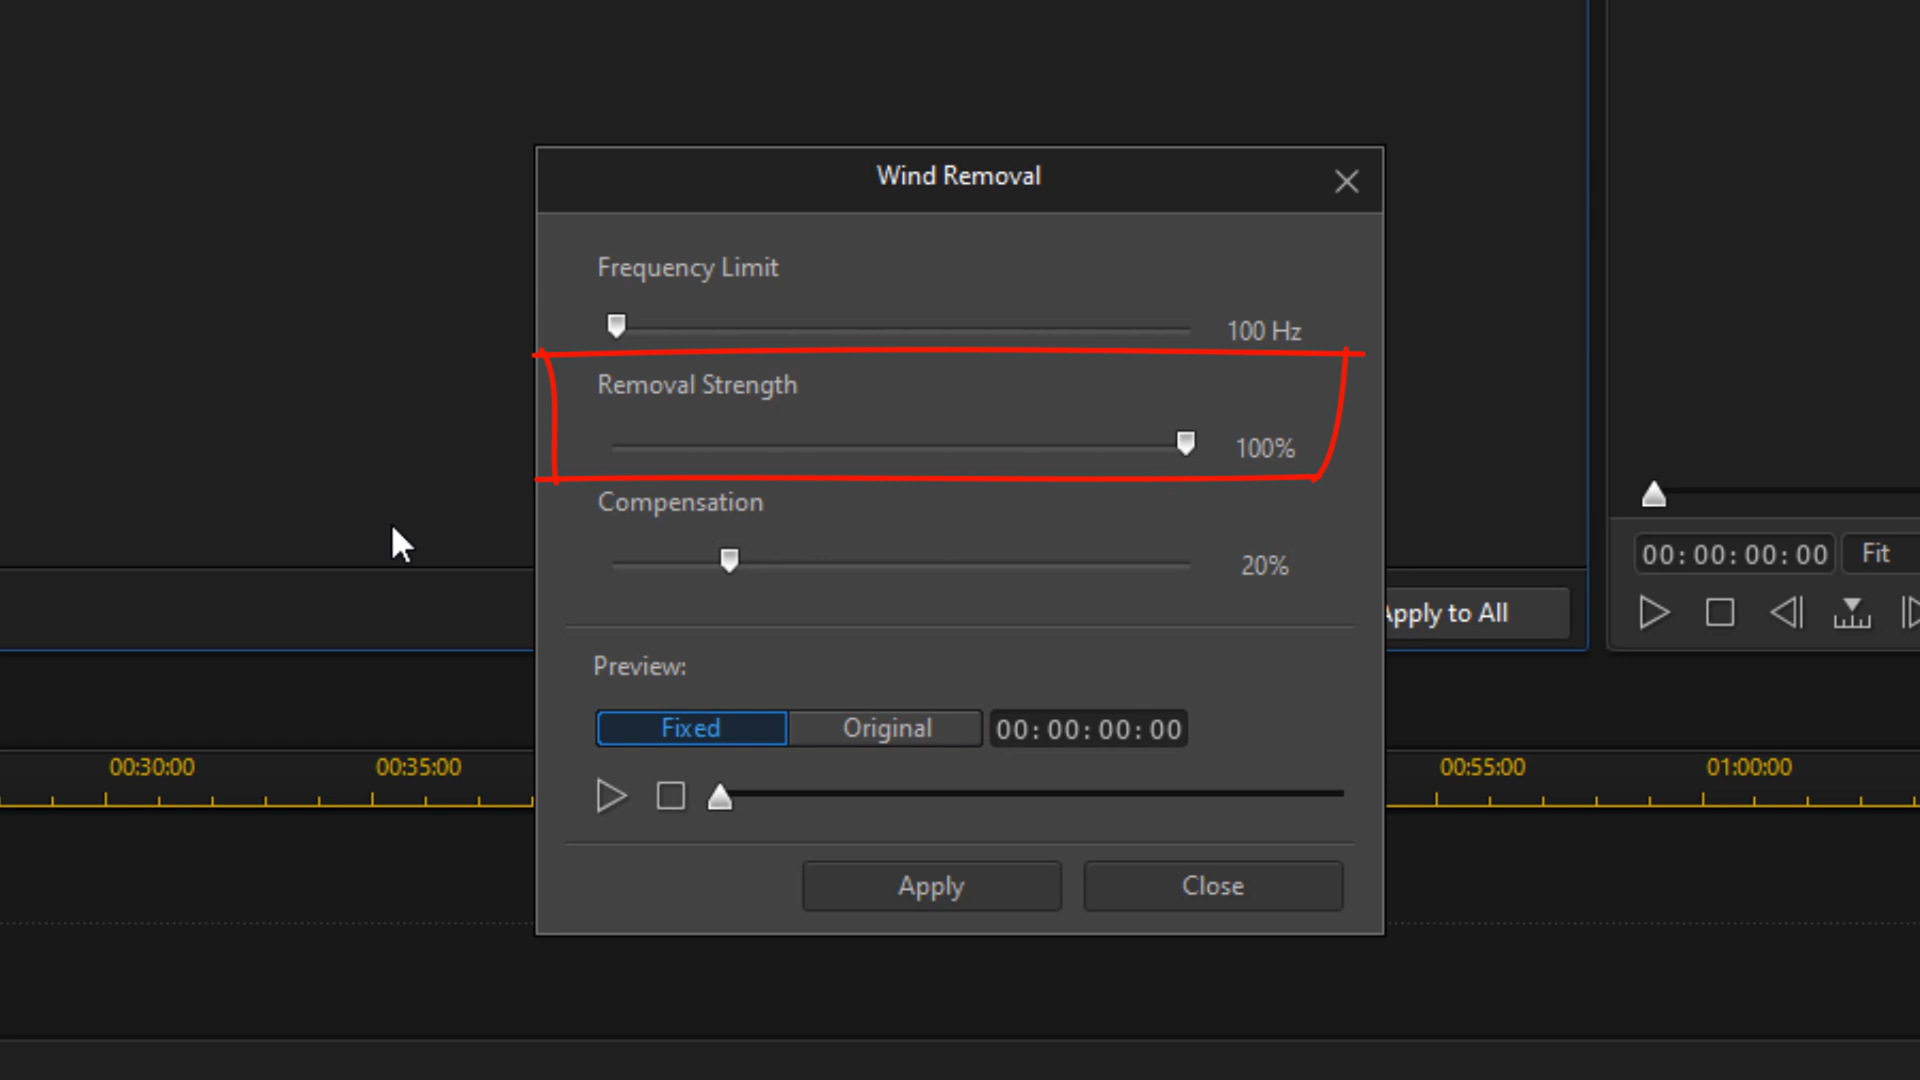 Wind Removal
Frequency Limit
100 Hz
Removal Strength
100%
Compensation
20%
00:00:00:00 Fit
Apply to All
Preview:
Fixed Original 00:00:00:00
00:30:00 00:35:00 00:55:00 01:00:00
Apply Close